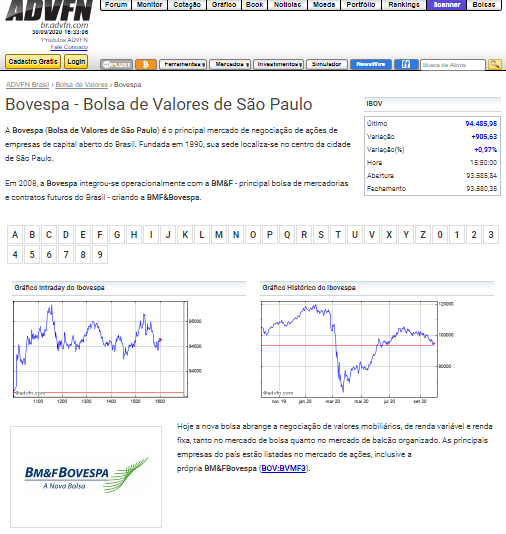 ADVFN
br.advfn.com
30/09/2020 16:33:06
Produtos ADVFN
Fale Conosco
Forum Monitor Cotação Gráfico Book Notícias Moeda Portfólio Rankings Scanner Bolsas
Cadastro Grátis Login
PLUS1 Ferramentas Mercados Investimentos Simulador NewsWire f Busca de Ativos
ADVFN Brasil › Bolsa de Valores › Bovespa
Bovespa - Bolsa de Valores de São Paulo
A Bovespa (Bolsa de Valores de São Paulo) é o principal mercado de negociação de ações de
empresas de capital aberto do Brasil. Fundada em 1890, sua sede localiza-se no centro da cidade
de São Paulo.
Em 2008, a Bovespa integrou-se operacionalmente com a BM&F - principal bolsa de mercadorias
e contratos futuros do Brasil - criando a BMF&Bovespa.
IBOV
Último 94.485,98
Variação +905,63
Variação(%) +0,97%
Hora 15:50:00
Abertura 93.585,84
Fechamento 93.580,35
A B C D E F G H I J K L M N O P Q R S T U V X Y Z 0 1 2 3
4 5 6 7 8 9
Gráfico Intraday do Ibovespa
95000
94500
94000
@advfn.com
1100 1200 1300 1400 1500 1600
Gráfico Histórico do Ibovespa
120000
100000
80000
@advfn.com
nov 19 jan 20 mar 20 mai 20 jul 20 set 20
BM&FBOVESPA
A Nova Bolsa
Hoje a nova bolsa abrange a negociação de valores mobiliários, de renda variável e renda
fixa, tanto no mercado de bolsa quanto no mercado de balcão organizado. As principais
empresas do país estão listadas no mercado de ações, inclusive a
própria BM&FBovespa (BOV:BVMF3).